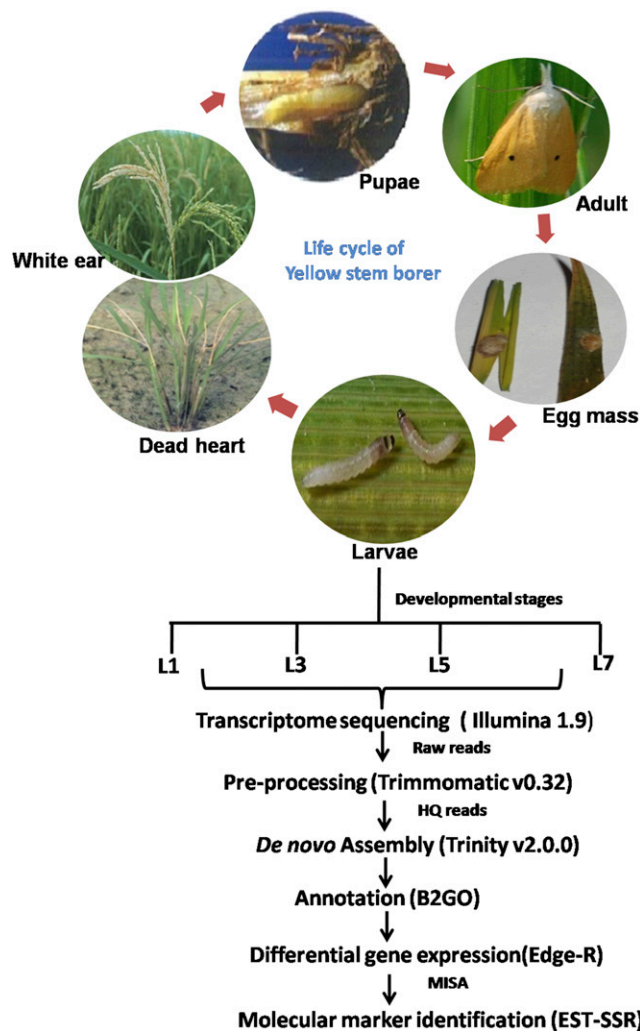 Pupae
Adult
White ear
Life cycle of
Yellow stem borer
Egg mass
Dead heart
Larvae
Developmental stages
L1
L3
L5
L7
Transcriptome sequencing ( Illumina 1.9)
Raw reads
Pre-processing (Trimmomatic v0.32)
HQ reads
De novo Assembly (Trinity v2.0.0)
Annotation (B2GO)
Differential gene expression(Edge-R)
MISA
Molecular marker identification (EST-SSR)